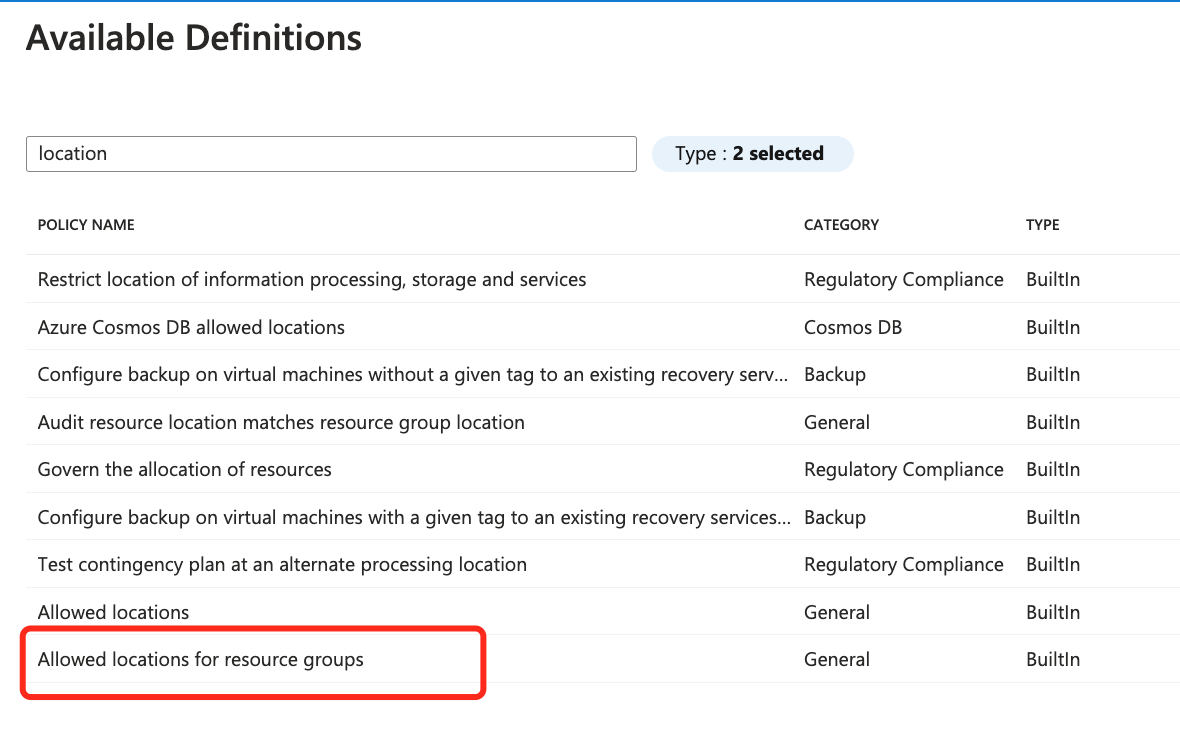 Available Definitions
location
Type : 2 selected
POLICY NAME CATEGORY TYPE
Restrict location of information processing, storage and services Regulatory Compliance BuiltIn
Azure Cosmos DB allowed locations Cosmos DB BuiltIn
Configure backup on virtual machines without a given tag to an existing recovery serv... Backup BuiltIn
Audit resource location matches resource group location General BuiltIn
Govern the allocation of resources Regulatory Compliance BuiltIn
Configure backup on virtual machines with a given tag to an existing recovery services... Backup BuiltIn
Test contingency plan at an alternate processing location Regulatory Compliance BuiltIn
Allowed locations General BuiltIn
Allowed locations for resource groups General BuiltIn